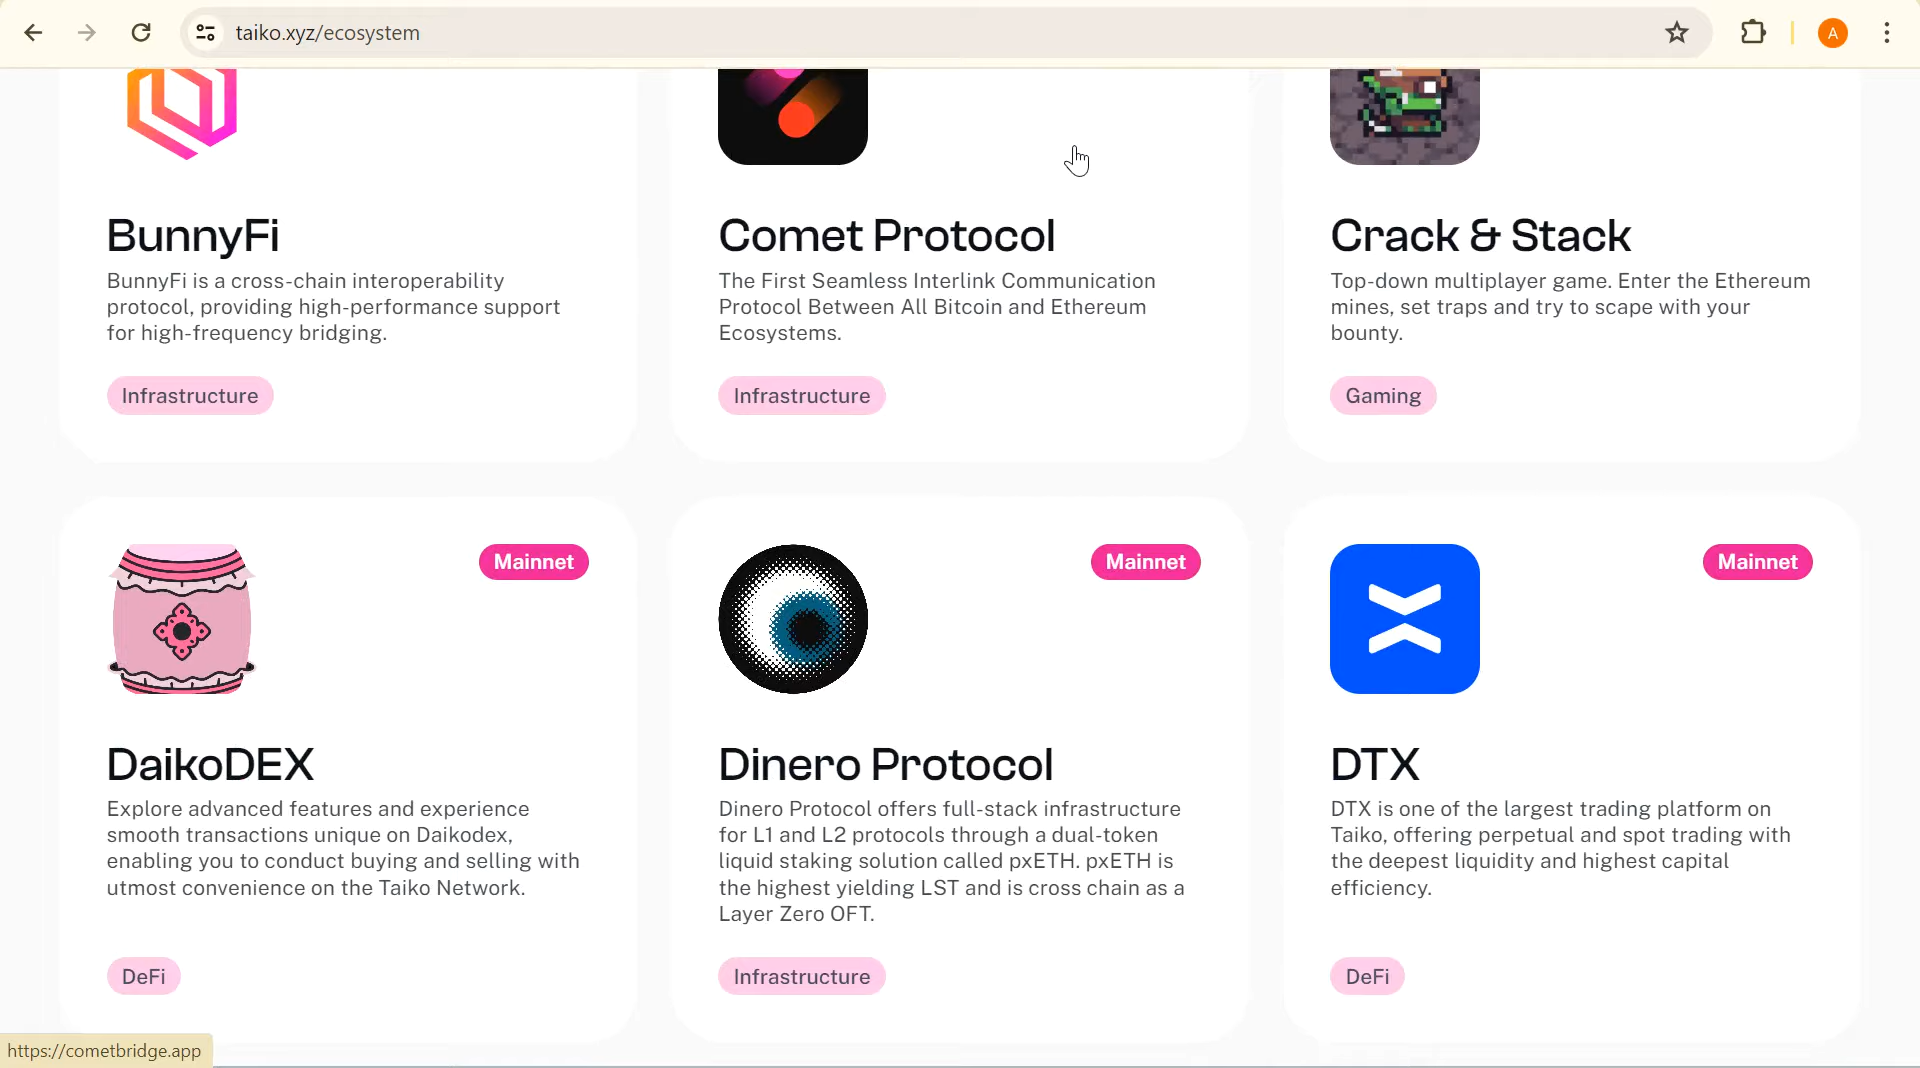 taiko.xyz/ecosystem
A
BunnyFi
BunnyFi is a cross-chain interoperability
protocol, providing high-performance support
for high-frequency bridging.
Infrastructure
Comet Protocol
The First Seamless Interlink Communication
Protocol Between All Bitcoin and Ethereum
Ecosystems.
Infrastructure
Crack & Stack
Top-down multiplayer game. Enter the Ethereum
mines, set traps and try to scape with your
bounty.
Gaming
Mainnet
DaikoDEX
Explore advanced features and experience
smooth transactions unique on Daikodex,
enabling you to conduct buying and selling with
utmost convenience on the Taiko Network.
DeFi
Mainnet
Dinero Protocol
Dinero Protocol offers full-stack infrastructure
for L1 and L2 protocols through a dual-token
liquid staking solution called pxETH. pxETH is
the highest yielding LST and is cross chain as a
Layer Zero OFT.
Infrastructure
Mainnet
DTX
DTX is one of the largest trading platform on
Taiko, offering perpetual and spot trading with
the deepest liquidity and highest capital
efficiency.
DeFi
https://cometbridge.app